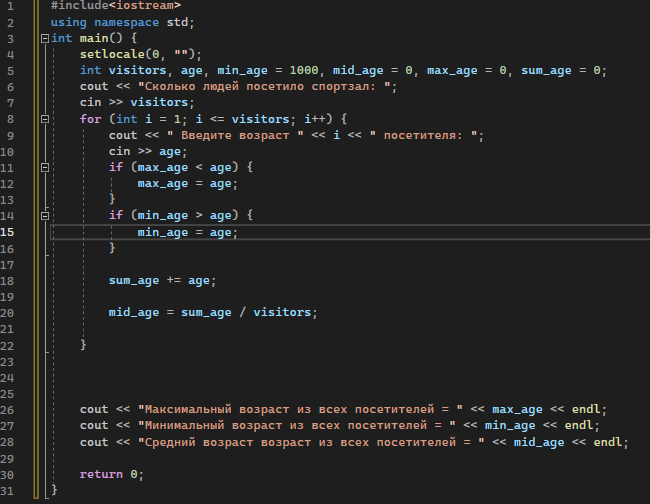 1 #include<iostream>
2 using namespace std;
3 int main() {
4 setlocale(0, "");
5 int visitors, age, min_age = 1000, mid_age = 0, max_age = 0, sum_age = 0;
6 cout << "Сколько людей посетило спортзал: ";
7 cin >> visitors;
8 for (int i = 1; i <= visitors; i++) {
9 cout << " Введите возраст " << i << " посетителя: ";
10 cin >> age;
11 if (max_age < age) {
12 max_age = age;
13 }
14 if (min_age > age) {
15 min_age = age;
16 }
17
18 sum_age += age;
19
20 mid_age = sum_age / visitors;
21
22 }
23
24
25
26 cout << "Максимальный возраст из всех посетителей = " << max_age << endl;
27 cout << "Минимальный возраст из всех посетителей = " << min_age << endl;
28 cout << "Средний возраст возраст из всех посетителей = " << mid_age << endl;
29
30 return 0;
31 }